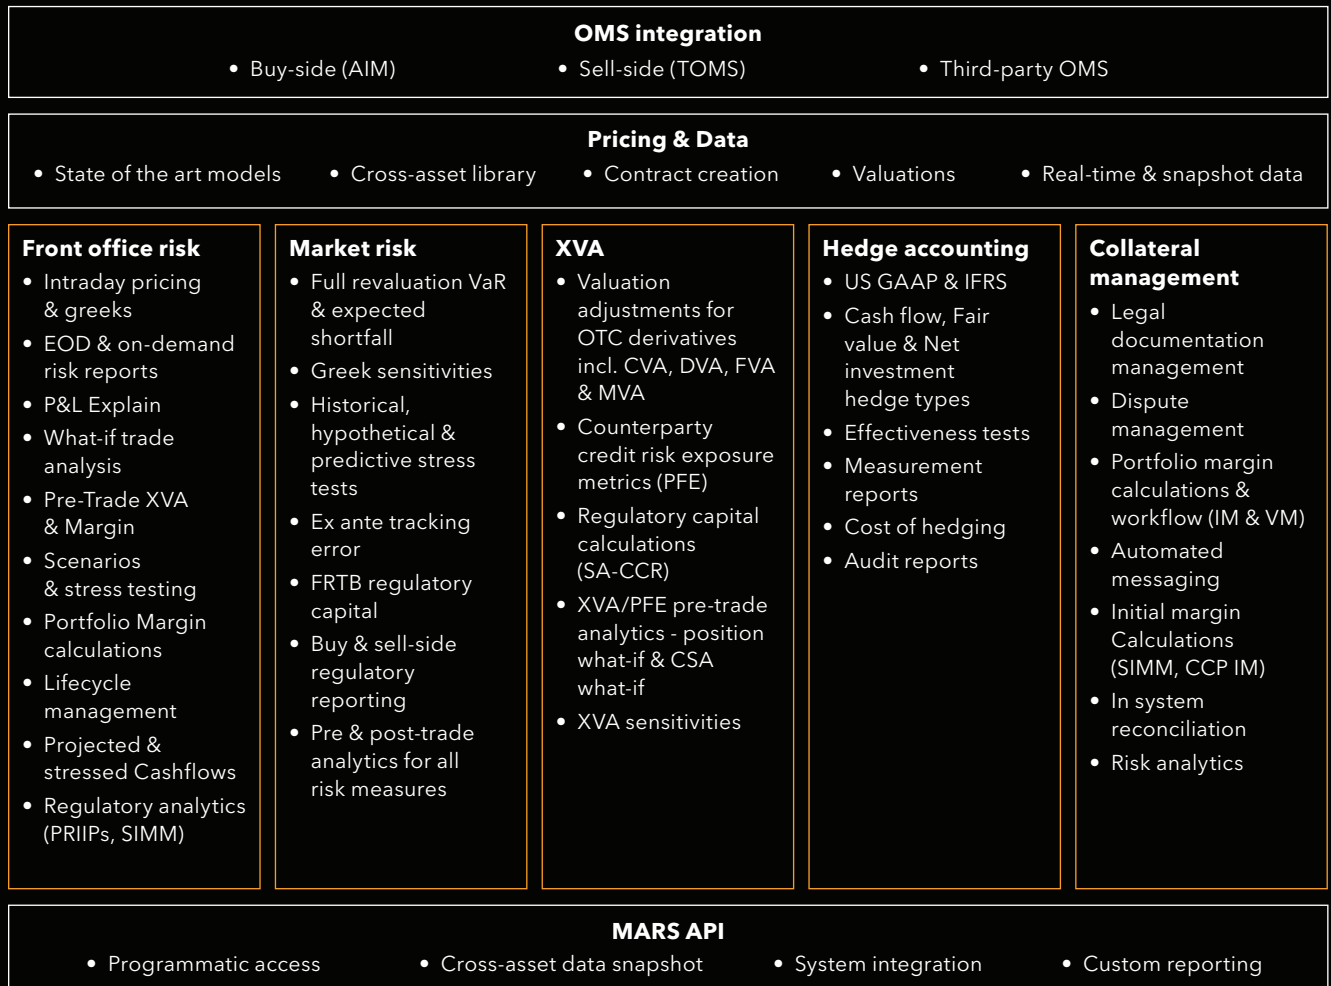 OMS integration
• Buy-side (AIM) • Sell-side (TOMS) • Third-party OMS
Pricing & Data
• State of the art models • Cross-asset library • Contract creation • Valuations • Real-time & snapshot data
Front office risk
• Intraday pricing
& greeks
• EOD & on-demand
risk reports
• P&L Explain
• What-if trade
analysis
• Pre-Trade XVA
& Margin
• Scenarios
& stress testing
• Portfolio Margin
calculations
• Lifecycle
management
• Projected &
stressed Cashflows
• Regulatory analytics
(PRIIPs, SIMM)
Market risk
• Full revaluation VaR
& expected
shortfall
• Greek sensitivities
• Historical,
hypothetical &
predictive stress
tests
• Ex ante tracking
error
• FRTB regulatory
capital
• Buy & sell-side
regulatory
reporting
• Pre & post-trade
analytics for all
risk measures
XVA
• Valuation
adjustments for
OTC derivatives
incl. CVA, DVA, FVA
& MVA
• Counterparty
credit risk exposure
metrics (PFE)
• Regulatory capital
calculations
(SA-CCR)
• XVA/PFE pre-trade
analytics - position
what-if & CSA
what-if
• XVA sensitivities
Hedge accounting
• US GAAP & IFRS
• Cash flow, Fair
value & Net
investment
hedge types
• Effectiveness tests
• Measurement
reports
• Cost of hedging
• Audit reports
Collateral
management
• Legal
documentation
management
• Dispute
management
• Portfolio margin
calculations &
workflow (IM & VM)
• Automated
messaging
• Initial margin
Calculations
(SIMM, CCP IM)
• In system
reconciliation
• Risk analytics
MARS API
• Programmatic access • Cross-asset data snapshot • System integration • Custom reporting